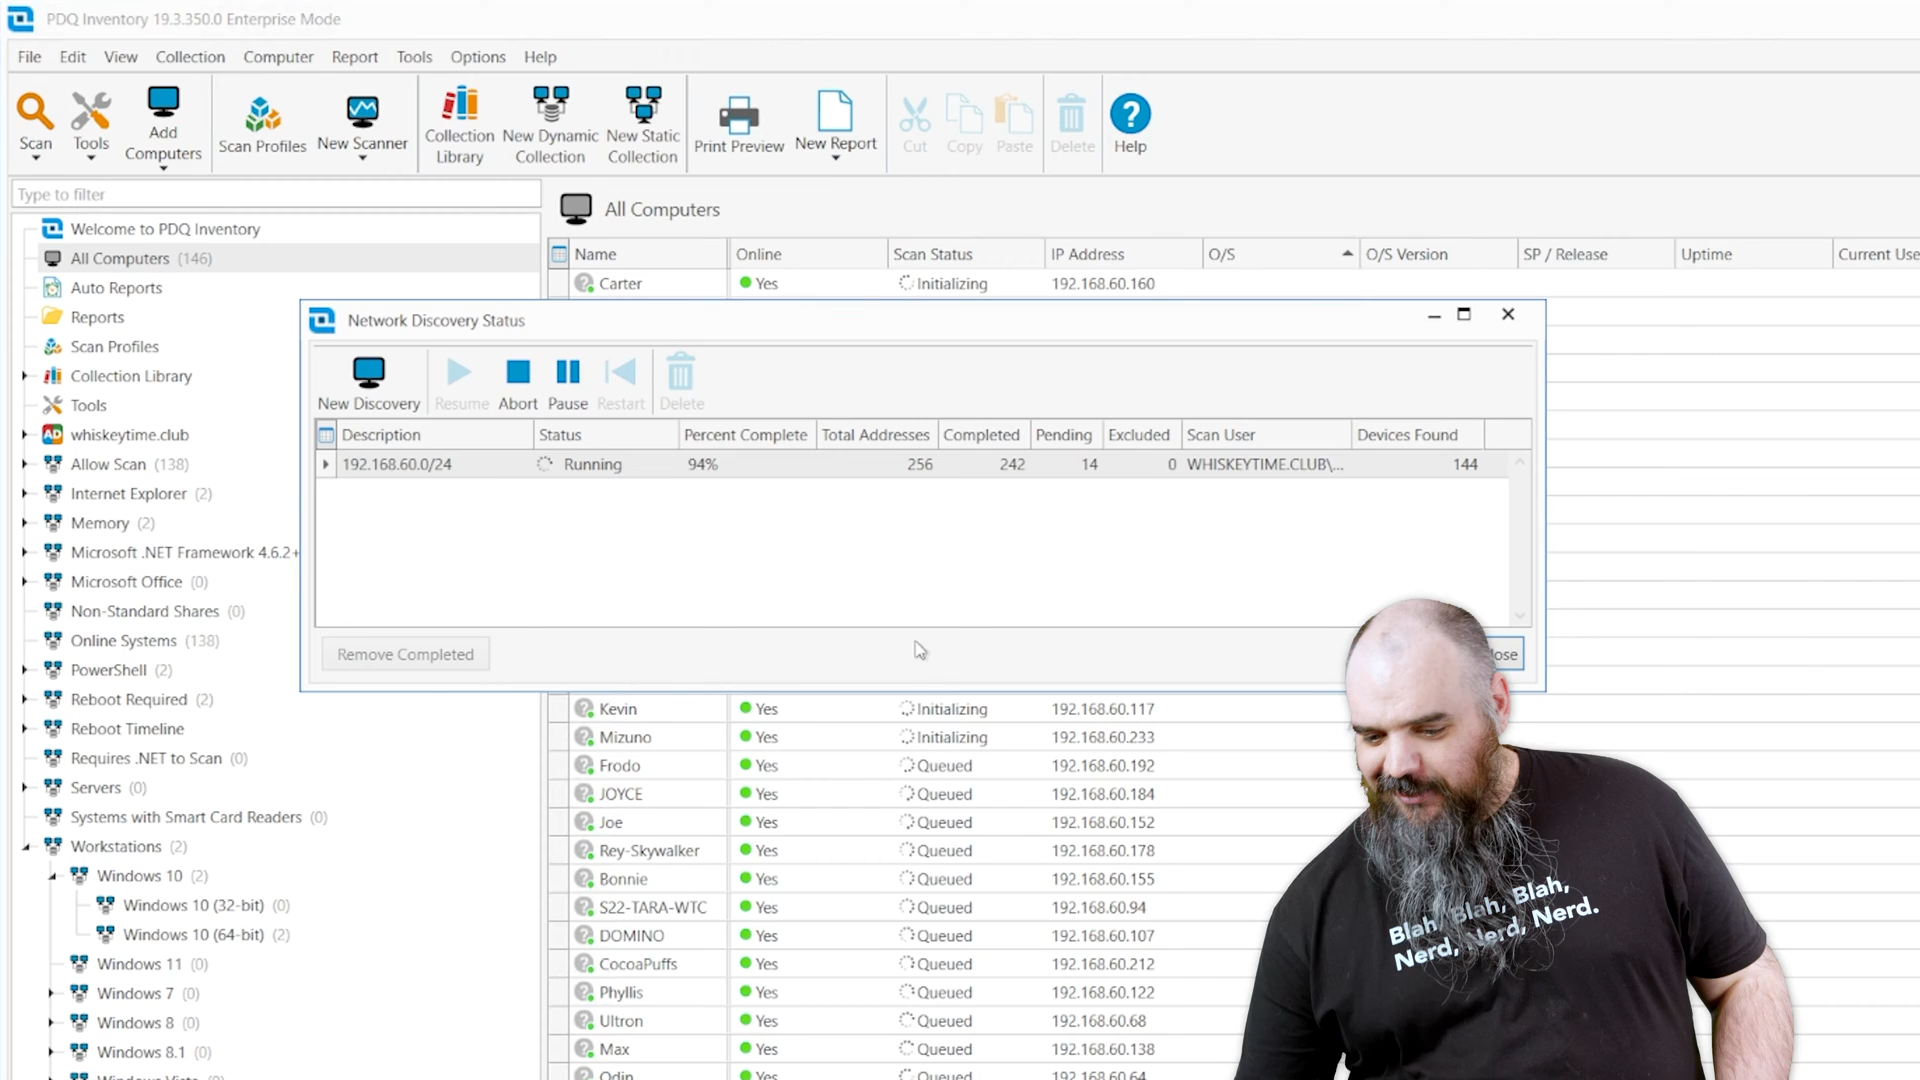 PDQ Inventory 19.3.350.0 Enterprise Mode
File Edit View Collection Computer Report Tools Options Help
Scan Tools Add Computers Scan Profiles New Scanner Collection Library New Dynamic Collection New Static Collection Print Preview New Report Cut Copy Paste Delete Help
Type to filter
Welcome to PDQ Inventory
All Computers (146)
Auto Reports
Reports
Scan Profiles
Collection Library
Tools
AD whiskeytime.club
Allow Scan (138)
Internet Explorer (2)
Memory (2)
Microsoft .NET Framework 4.6.2+
Microsoft Office (0)
Non-Standard Shares (0)
Online Systems (138)
PowerShell (2)
Reboot Required (2)
Reboot Timeline
Requires .NET to Scan (0)
Servers (0)
Systems with Smart Card Readers (0)
Workstations (2)
Windows 10 (2)
Windows 10 (32-bit) (0)
Windows 10 (64-bit) (2)
Windows 11 (0)
Windows 7 (0)
Windows 8 (0)
Windows 8.1 (0)
All Computers
Name Online Scan Status IP Address O/S O/S Version SP / Release Uptime Current Use
Carter Yes Initializing 192.168.60.160
Network Discovery Status
New Discovery Resume Abort Pause Restart Delete
Description Status Percent Complete Total Addresses Completed Pending Excluded Scan User Devices Found
192.168.60.0/24 Running 94% 256 242 14 0 WHISKEYTIME.CLUB\... 144
Remove Completed
lose
Kevin Yes Initializing 192.168.60.117
Mizuno Yes Initializing 192.168.60.233
Frodo Yes Queued 192.168.60.192
JOYCE Yes Queued 192.168.60.184
Joe Yes Queued 192.168.60.152
Rey-Skywalker Yes Queued 192.168.60.178
Bonnie Yes Queued 192.168.60.155
S22-TARA-WTC Yes Queued 192.168.60.94
DOMINO Yes Queued 192.168.60.107
CocoaPuffs Yes Queued 192.168.60.212
Phyllis Yes Queued 192.168.60.122
Ultron Yes Queued 192.168.60.68
Max Yes Queued 192.168.60.138
Odin Yes Queued 192.168.60.64
Blah, Blah, Blah,
Nerd, Nerd, Nerd.